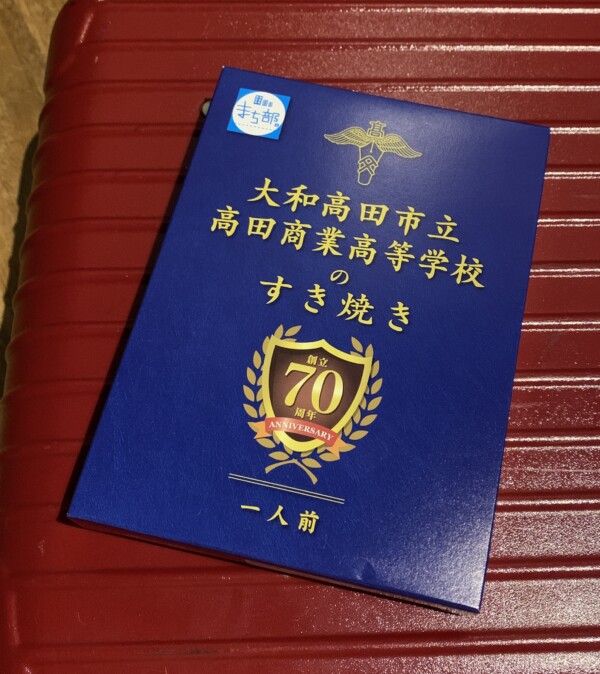 まち部
高
大和高田市立
高田商業高等学校
の
すき焼き
創立
70
周年
ANNIVERSARY
一人前